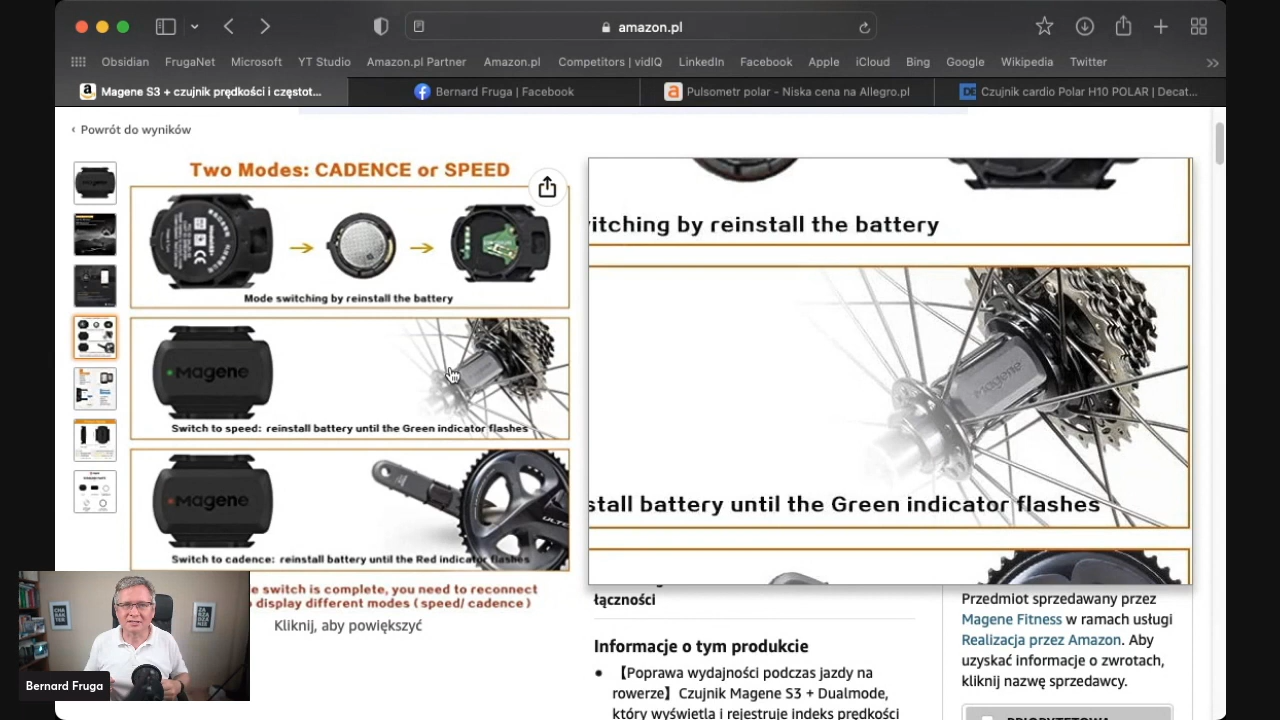 amazon.pl
Obsidian FrugaNet Microsoft YT Studio Amazon.pl Partner Amazon.pl Competitors | vidIQ LinkedIn Facebook Apple iCloud Bing Google Wikipedia Twitter
Magene S3 + czujnik prędkości i częstot...
Bernard Fruga | Facebook
Pulsometr polar - Niska cena na Allegro.pl
Czujnik cardio Polar H10 POLAR | Decat...
‹ Powrót do wyników
Two Modes: CADENCE or SPEED
Mode switching by reinstall the battery
magene
Switch to speed: reinstall battery until the Green indicator flashes
magene
Switch to cadence: reinstall battery until the Red indicator flashes
e switch is complete, you need to reconnect
display different modes ( speed/ cadence )
Kliknij, aby powiększyć
itching by reinstall the battery
magene
stall battery until the Green indicator flashes
łączności
Informacje o tym produkcie
• 【Poprawa wydajności podczas jazdy na
rowerze】Czujnik Magene S3 + Dualmode,
który wyświetla i rejestruje indeks prędkości
Przedmiot sprzedawany przez
Magene Fitness w ramach usługi
Realizacja przez Amazon. Aby
uzyskać informacje o zwrotach,
kliknij nazwę sprzedawcy.
Bernard Fruga